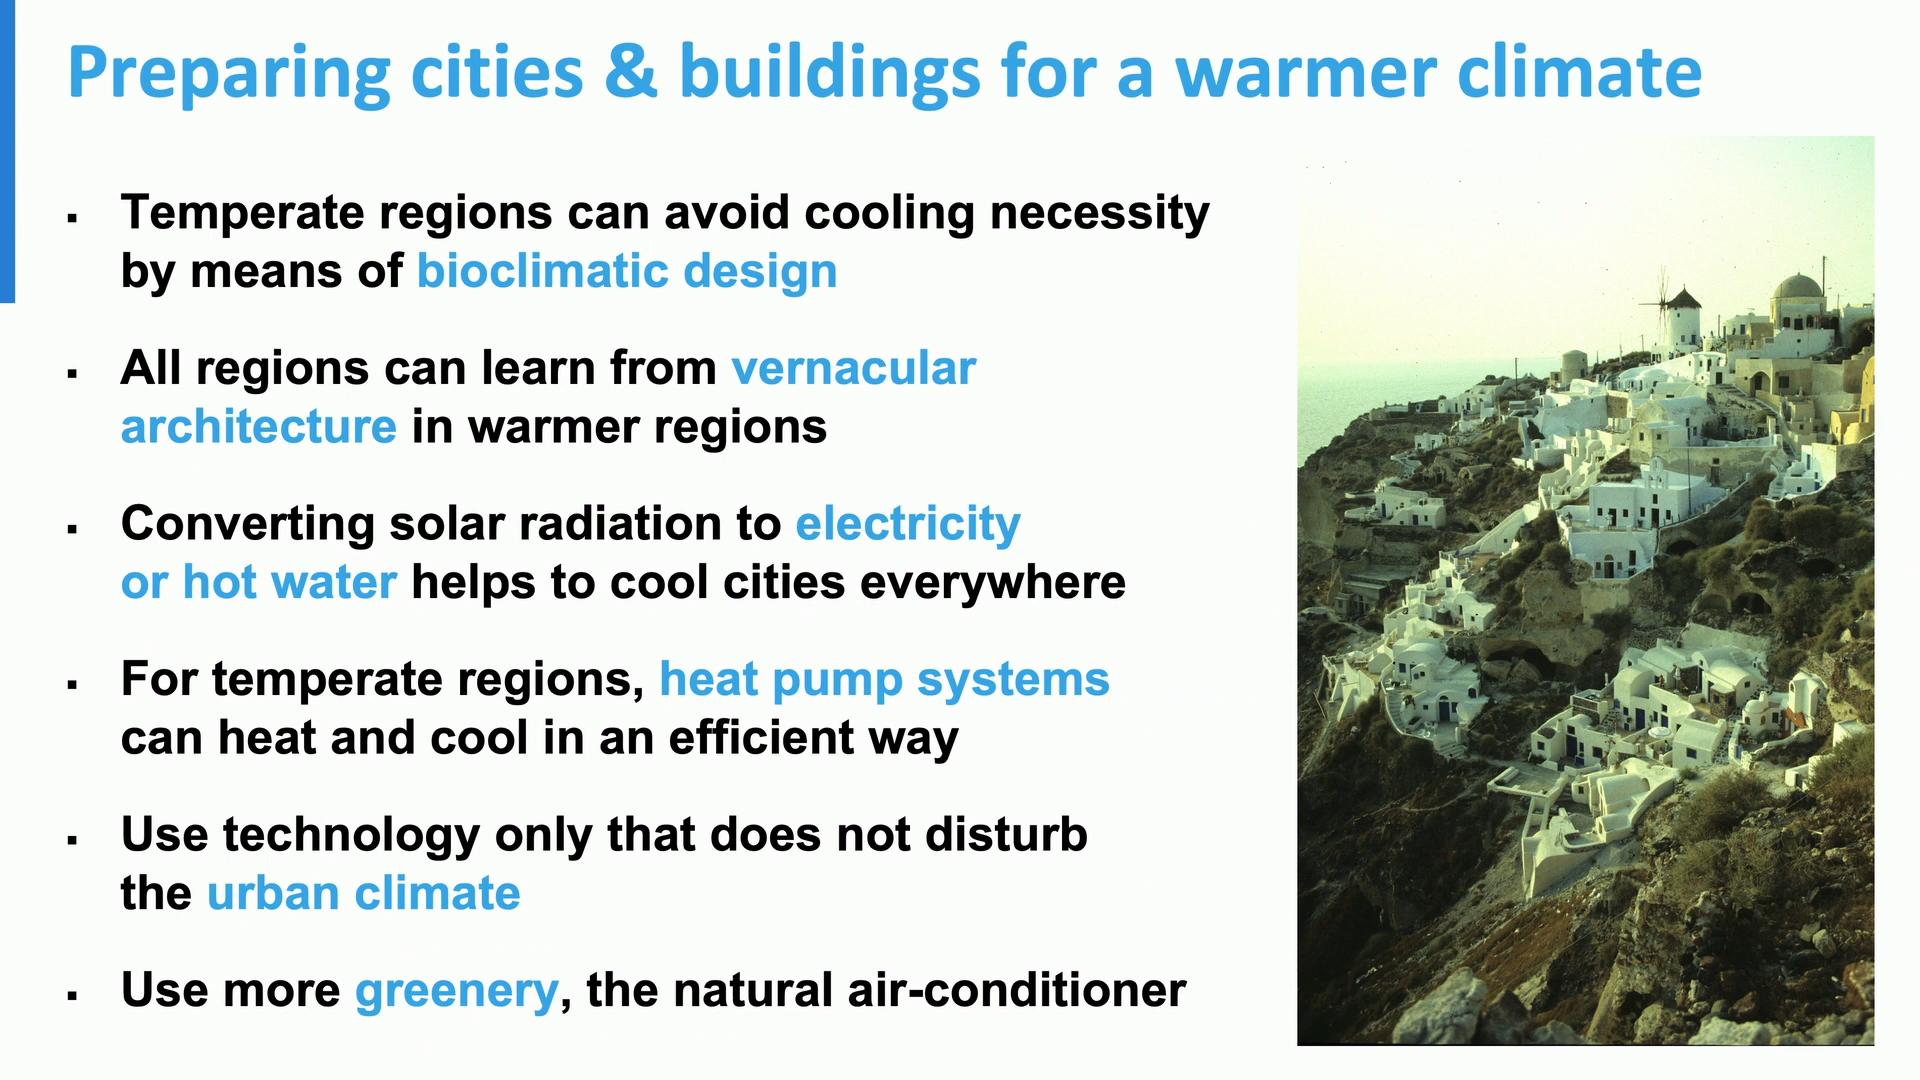 Preparing cities & buildings for a warmer climate
▪ Temperate regions can avoid cooling necessity
by means of bioclimatic design
▪ All regions can learn from vernacular
architecture in warmer regions
▪ Converting solar radiation to electricity
or hot water helps to cool cities everywhere
▪ For temperate regions, heat pump systems
can heat and cool in an efficient way
▪ Use technology only that does not disturb
the urban climate
▪ Use more greenery, the natural air-conditioner